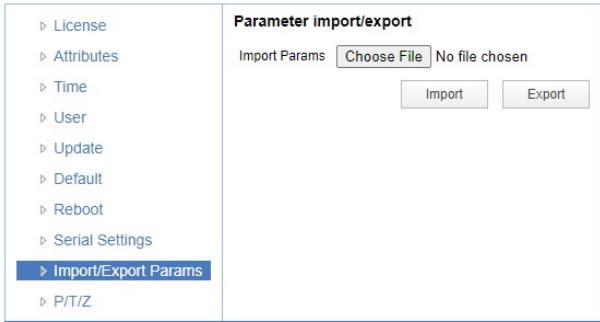 License
Attributes
Time
User
Update
Default
Reboot
Serial Settings
Import/Export Params
P/T/Z
Parameter import/export
Import Params Choose File No file chosen
Import Export